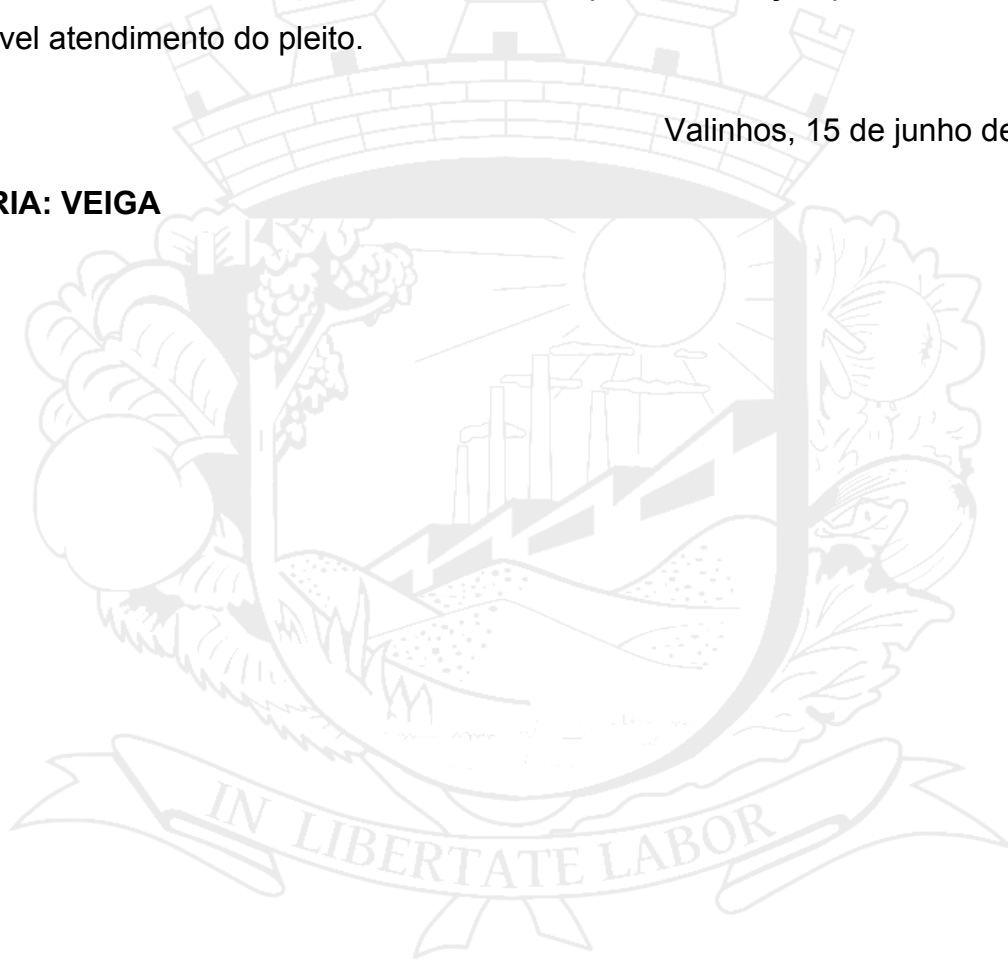 vel atendimento do pleito.
Valinhos, 15 de junho de
RIA: VEIGA
IN LIBERTATE LABOR